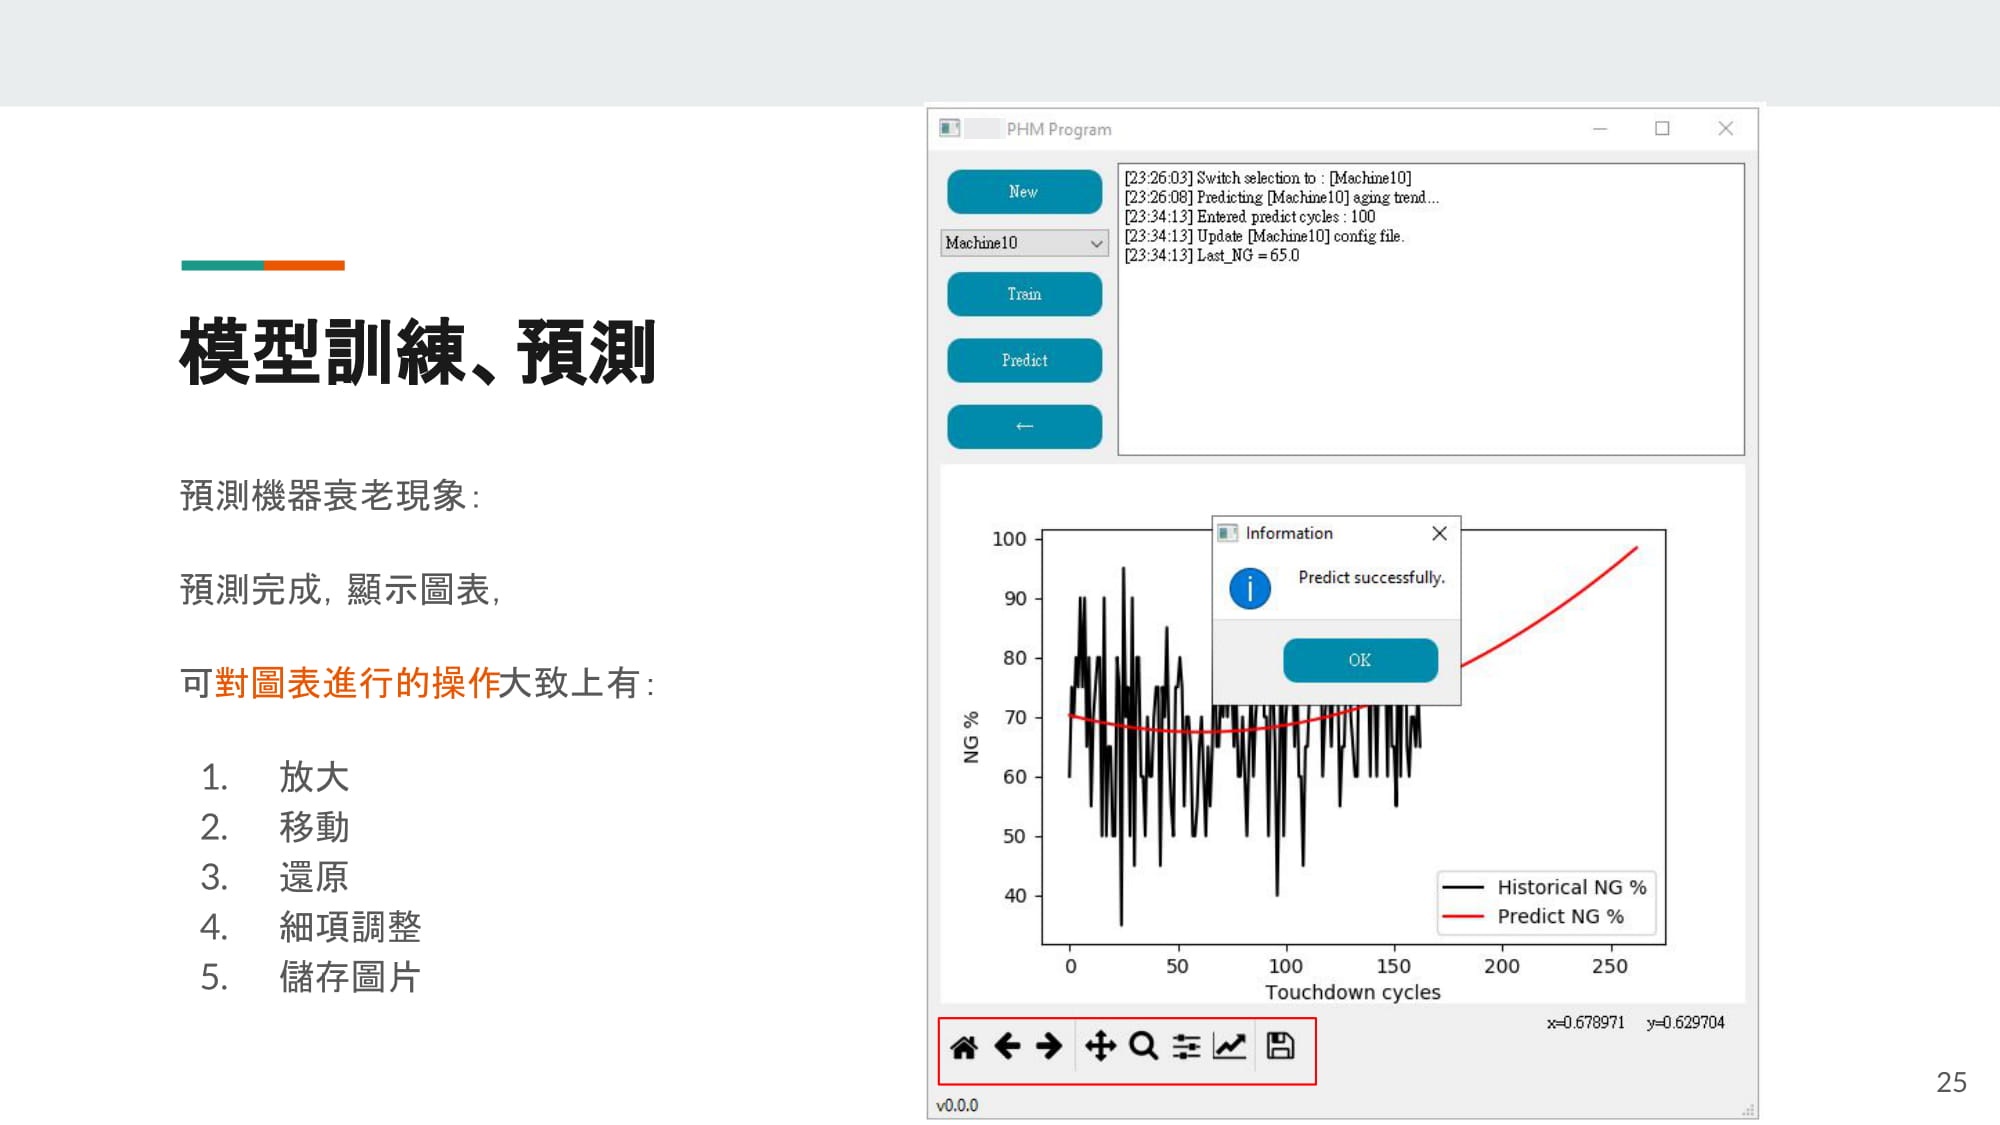 模型訓練、預測
預測機器衰老現象：
預測完成，顯示圖表，
可對圖表進行的操作大致上有：
1. 放大
2. 移動
3. 還原
4. 細項調整
5. 儲存圖片
PHM Program
New
Machine10
Train
Predict
←
[23:26:03] Switch selection to : [Machine10]
[23:26:08] Predicting [Machine10] aging trend...
[23:34:13] Entered predict cycles : 100
[23:34:13] Update [Machine10] config file.
[23:34:13] Last_NG = 65.0
Information
Predict successfully.
OK
100
90
80
70
60
50
40
NG %
Historical NG %
Predict NG %
0 50 100 150 200 250
Touchdown cycles
x=0.678971 y=0.629704
v0.0.0
25